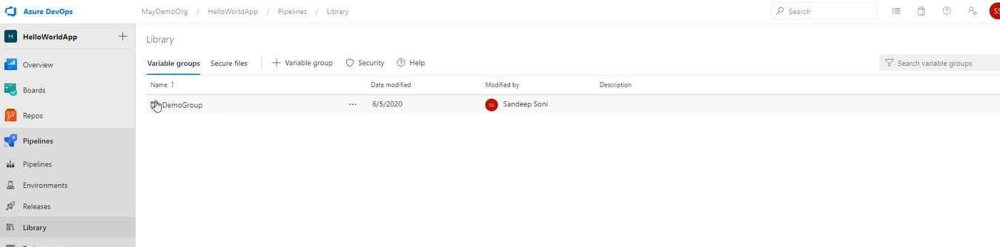 Azure DevOps
MayDemoOrg / HelloWorldApp / Pipelines / Library
Search
SS
H HelloWorldApp
Library
Variable groups Secure files Variable group Security Help
Search variable groups
Overview
Boards
Repos
Pipelines
Pipelines
Environments
Releases
Library
Name ↑ Date modified Modified by Description
DemoGroup ... 6/5/2020 SS Sandeep Soni